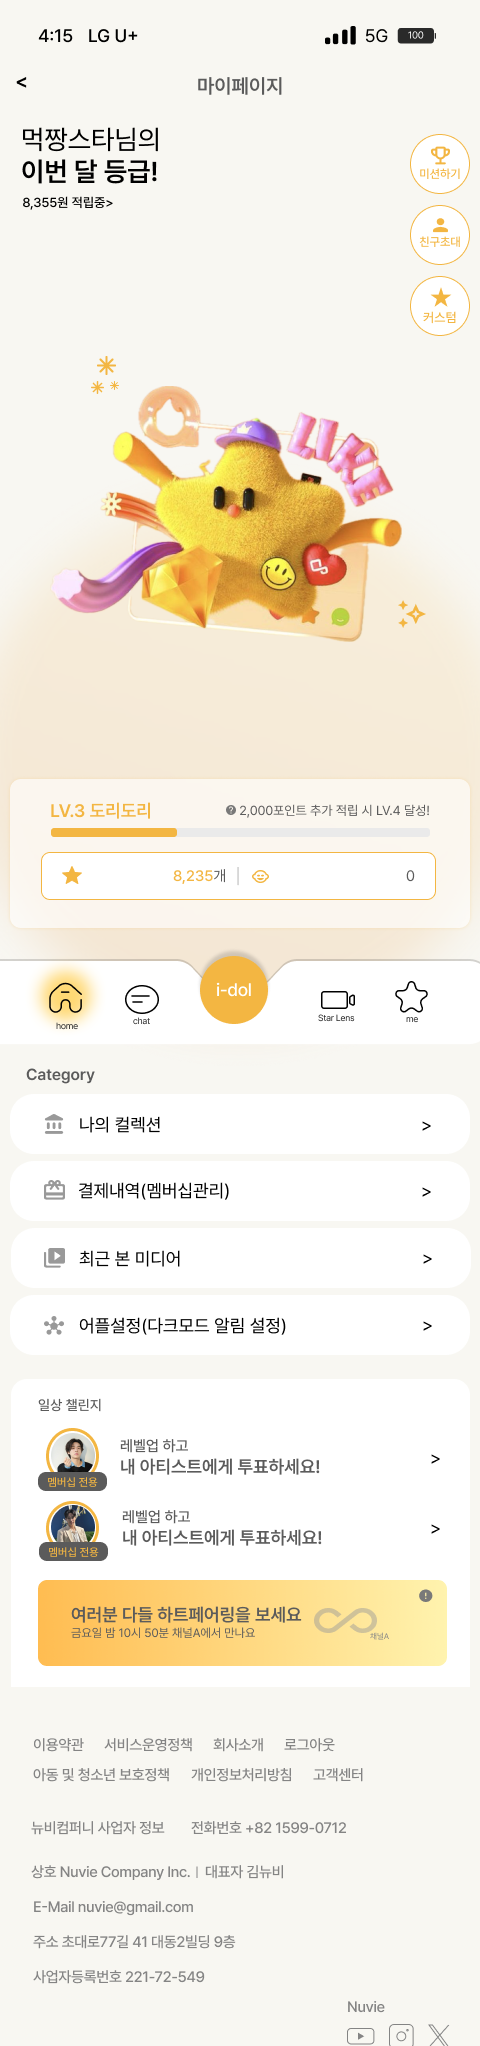 4:15 LG U+ 5G 100
<
마이페이지
먹짱스타님의
이번 달 등급!
8,355원 적립중>
미션하기
친구초대
커스텀
LIKE
LV.3 도리도리
? 2,000포인트 추가 적립 시 LV.4 달성!
8,235개
0
home
chat
i-dol
Star Lens
me
Category
나의 컬렉션 >
결제내역(멤버십관리) >
최근 본 미디어 >
어플설정(다크모드 알림 설정) >
일상 챌린지
레벨업 하고
내 아티스트에게 투표하세요! >
멤버십 전용
레벨업 하고
내 아티스트에게 투표하세요! >
멤버십 전용
여러분 다들 하트페어링을 보세요
금요일 밤 10시 50분 채널A에서 만나요
채널A
!
이용약관 서비스운영정책 회사소개 로그아웃
아동 및 청소년 보호정책 개인정보처리방침 고객센터
뉴비컴퍼니 사업자 정보 전화번호 +82 1599-0712
상호 Nuvie Company Inc. | 대표자 김뉴비
E-Mail nuvie@gmail.com
주소 초대로77길 41 대동2빌딩 9층
사업자등록번호 221-72-549
Nuvie